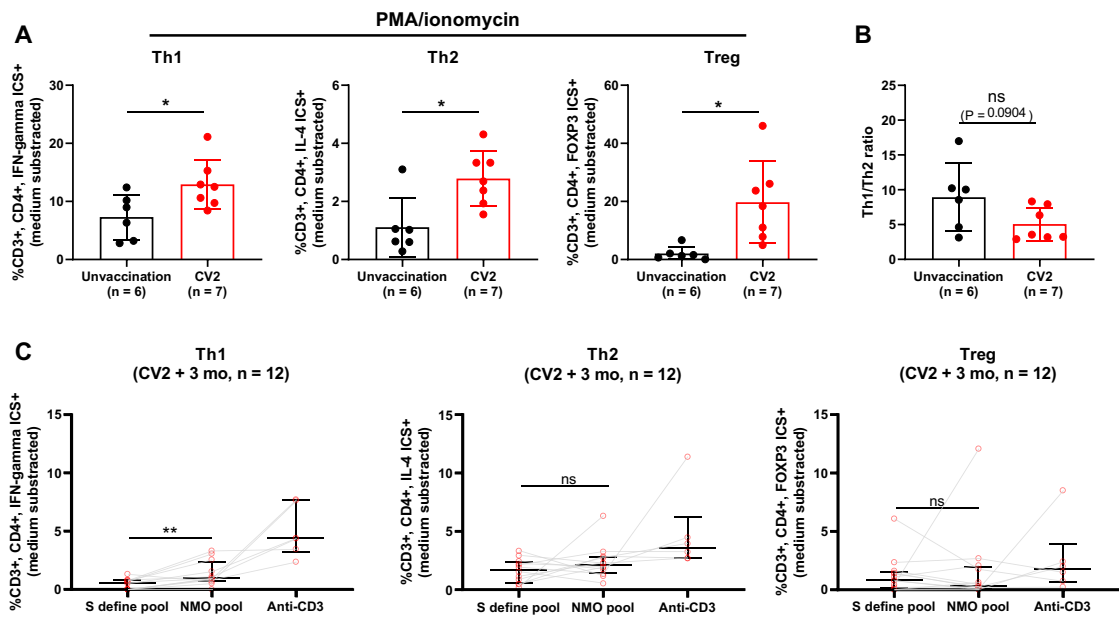 A
PMA/ionomycin
B
Th1
Th2
Treg
%CD3+, CD4+, IFN-gamma ICS+
(medium substracted)
30
20
10
0
*
Unvaccination
(n = 6)
CV2
(n = 7)
%CD3+, CD4+, IL-4 ICS+
(medium substracted)
6
4
2
0
*
Unvaccination
(n = 6)
CV2
(n = 7)
%CD3+, CD4+, FOXP3 ICS+
(medium substracted)
60
40
20
0
*
Unvaccination
(n = 6)
CV2
(n = 7)
Th1/Th2 ratio
25
20
15
10
5
0
ns
(P = 0.0904)
Unvaccination
(n = 6)
CV2
(n = 7)
C
Th1
(CV2 + 3 mo, n = 12)
%CD3+, CD4+, IFN-gamma ICS+
(medium substracted)
15
10
5
0
**
S define pool
NMO pool
Anti-CD3
Th2
(CV2 + 3 mo, n = 12)
%CD3+, CD4+, IL-4 ICS+
(medium substracted)
15
10
5
0
ns
S define pool
NMO pool
Anti-CD3
Treg
(CV2 + 3 mo, n = 12)
%CD3+, CD4+, FOXP3 ICS+
(medium substracted)
15
10
5
0
ns
S define pool
NMO pool
Anti-CD3